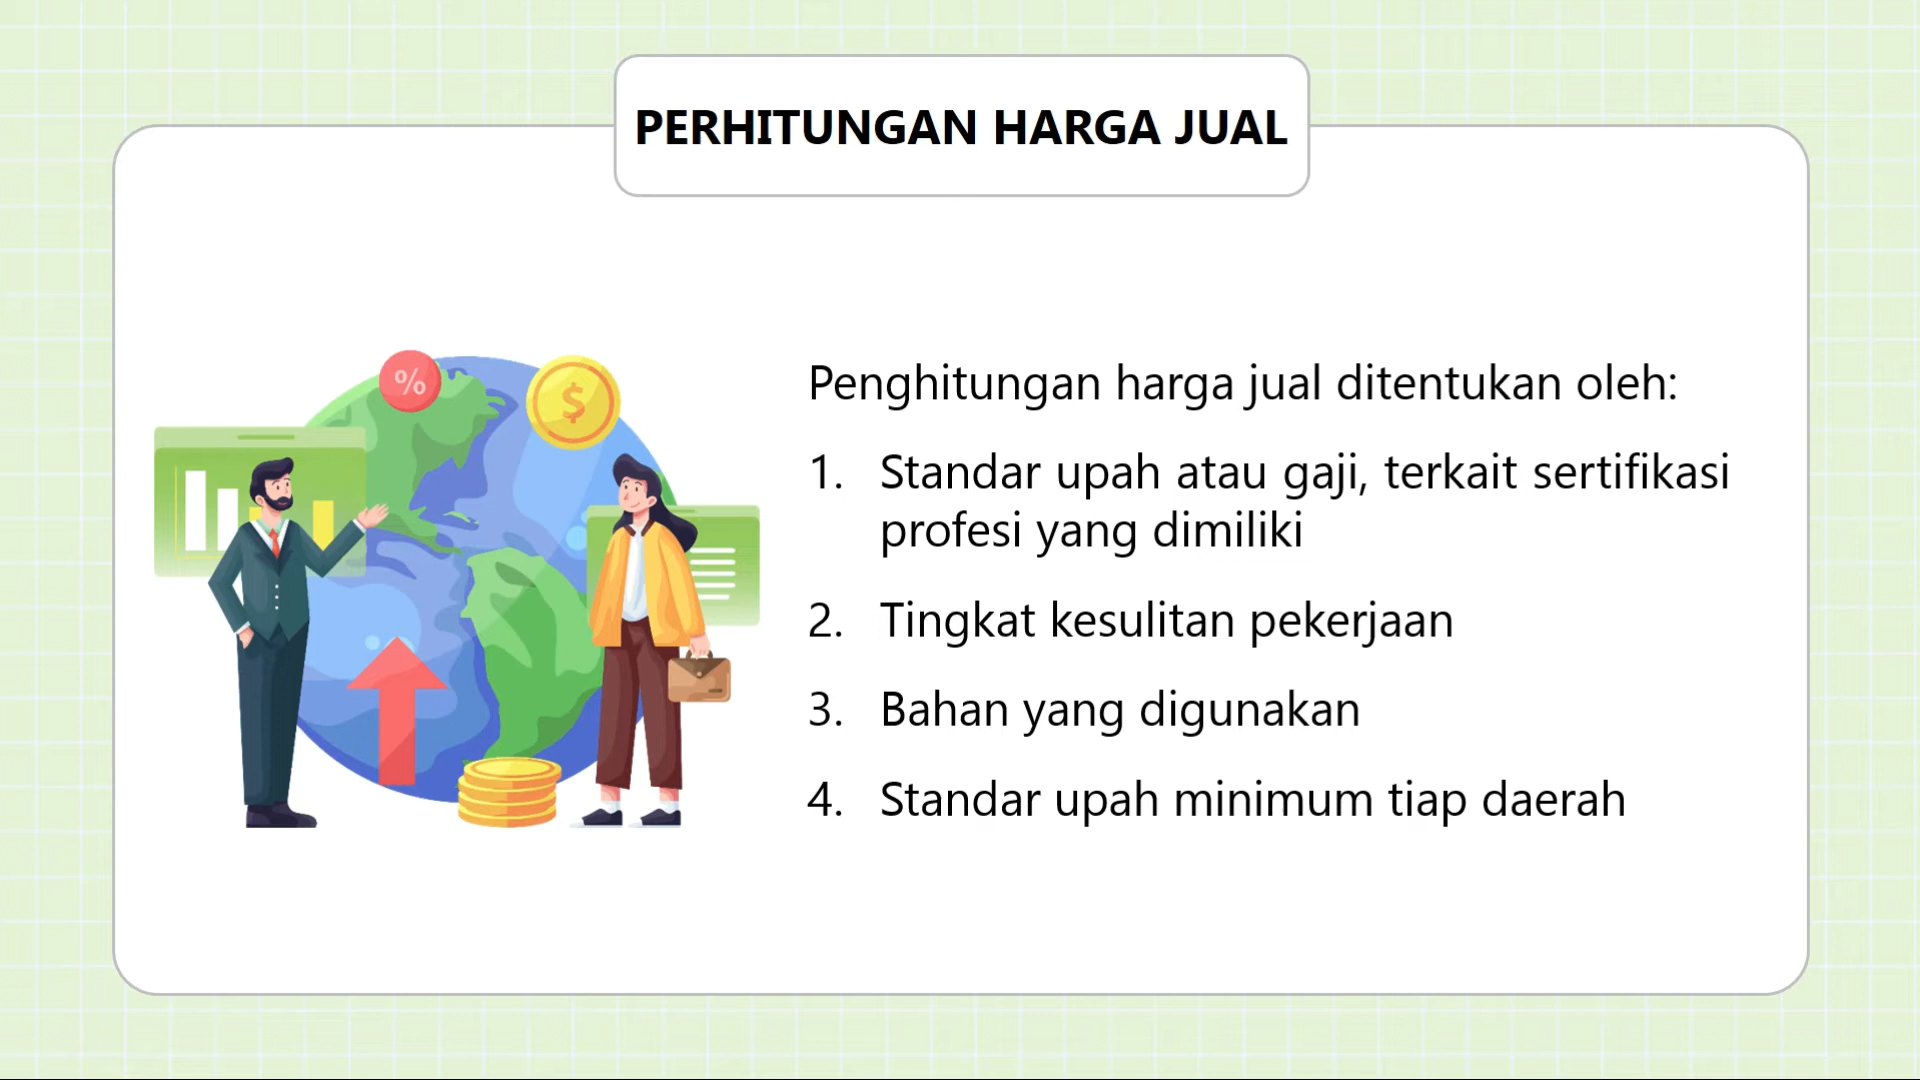 PERHITUNGAN HARGA JUAL
%
$
Penghitungan harga jual ditentukan oleh:
1. Standar upah atau gaji, terkait sertifikasi
profesi yang dimiliki
2. Tingkat kesulitan pekerjaan
3. Bahan yang digunakan
4. Standar upah minimum tiap daerah